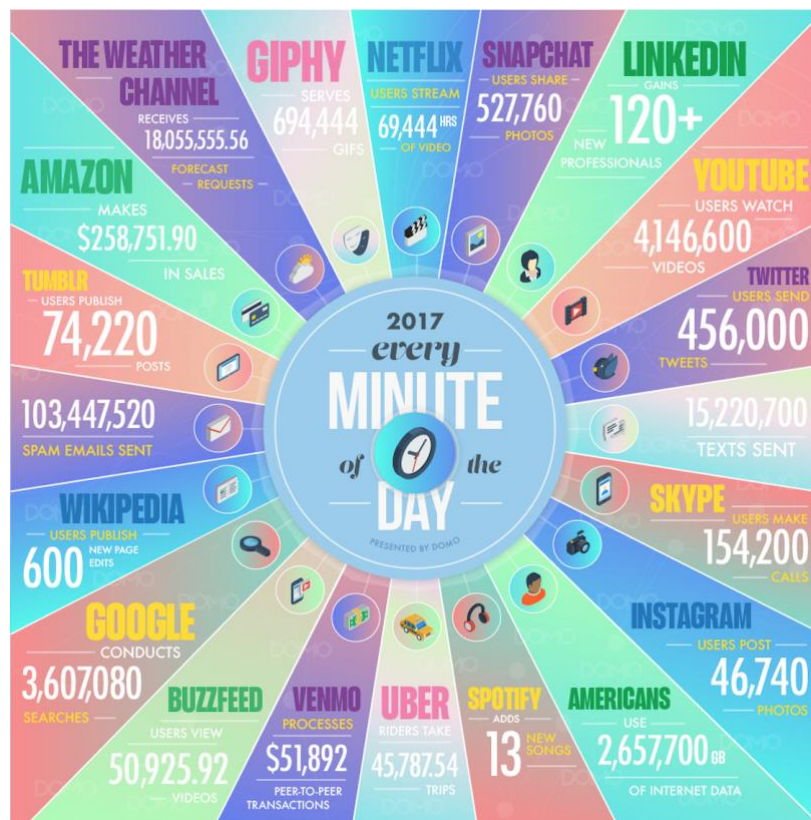 2017
every
MINUTE
of the
DAY
PRESENTED BY DOMO
THE WEATHER
CHANNEL
RECEIVES
18,055,555.56
FORECAST
REQUESTS
GIPHY
SERVES
694,444
GIFS
NETFLIX
USERS STREAM
69,444 HRS
OF VIDEO
SNAPCHAT
USERS SHARE
527,760
PHOTOS
LINKEDIN
GAINS
120+
NEW
PROFESSIONALS
YOUTUBE
USERS WATCH
4,146,600
VIDEOS
TWITTER
USERS SEND
456,000
TWEETS
15,220,700
TEXTS SENT
SKYPE
USERS MAKE
154,200
CALLS
INSTAGRAM
USERS POST
46,740
PHOTOS
AMERICANS
USE
2,657,700 GB
OF INTERNET DATA
SPOTIFY
ADDS
13 NEW
SONGS
UBER
RIDERS TAKE
45,787.54
TRIPS
VENMO
PROCESSES
$51,892
PEER-TO-PEER
TRANSACTIONS
BUZZFEED
USERS VIEW
50,925.92
VIDEOS
GOOGLE
CONDUCTS
3,607,080
SEARCHES
WIKIPEDIA
USERS PUBLISH
600 NEW PAGE
EDITS
103,447,520
SPAM EMAILS SENT
TUMBLR
USERS PUBLISH
74,220
POSTS
AMAZON
MAKES
$258,751.90
IN SALES